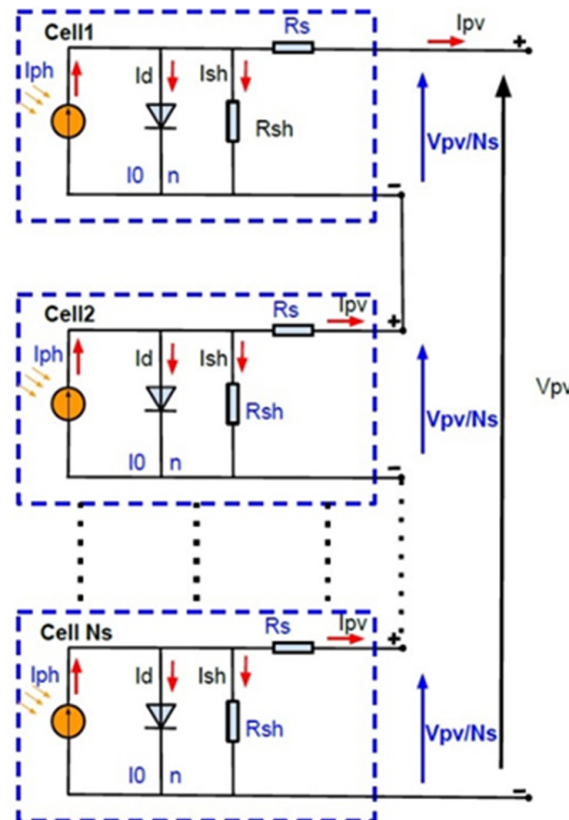 Cell1
Rs
Ipv
+
Iph
Id
Ish
Rsh
Vpv/Ns
I0 n
-
Cell2
Rs
Ipv
+
Iph
Id
Ish
Rsh
Vpv/Ns
Vpv
I0 n
-
Cell Ns
Rs
Ipv
+
Iph
Id
Ish
Rsh
Vpv/Ns
I0 n
-